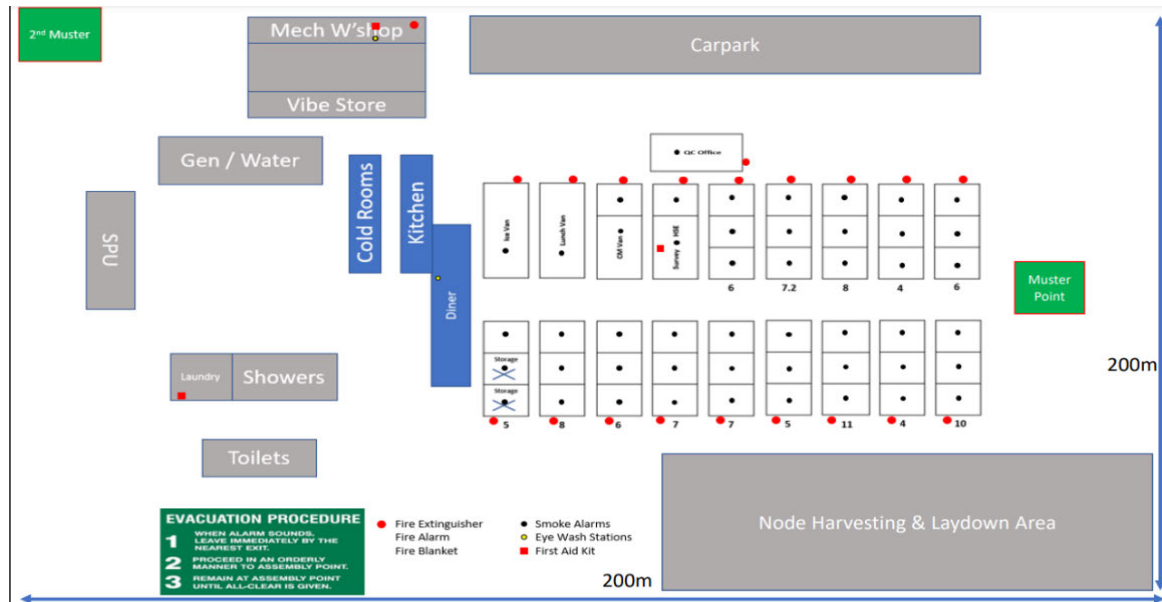 2nd Muster
Mech W'shop
Carpark
Vibe Store
Gen / Water
QC Office
Cold Rooms
Kitchen
SPU
Ice Van
Lunch Van
CM Van
Survey HSE
6
7.2
8
4
6
Muster
Point
Diner
200m
Laundry
Showers
Storage
Storage
5
8
6
7
7
5
11
4
10
Toilets
Node Harvesting & Laydown Area
EVACUATION PROCEDURE
1 WHEN ALARM SOUNDS,
LEAVE IMMEDIATELY BY THE
NEAREST EXIT.
2 PROCEED IN AN ORDERLY
MANNER TO ASSEMBLY POINT.
3 REMAIN AT ASSEMBLY POINT
UNTIL ALL-CLEAR IS GIVEN.
Fire Extinguisher
Fire Alarm
Fire Blanket
Smoke Alarms
Eye Wash Stations
First Aid Kit
200m